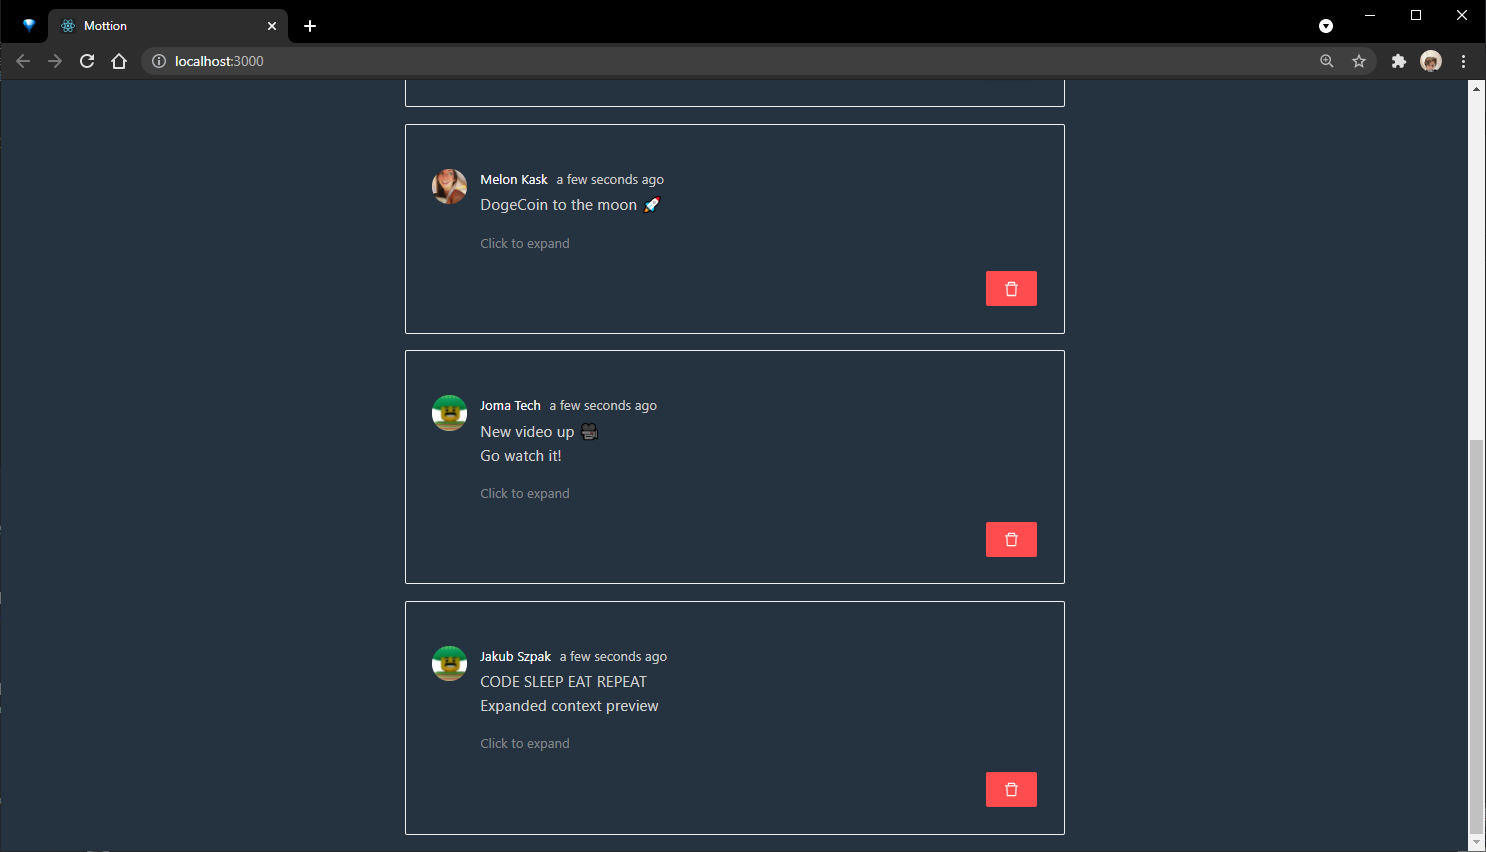 Mottion
localhost:3000
Melon Kask a few seconds ago
DogeCoin to the moon 🚀
Click to expand
Joma Tech a few seconds ago
New video up 🎥
Go watch it!
Click to expand
Jakub Szpak a few seconds ago
CODE SLEEP EAT REPEAT
Expanded context preview
Click to expand